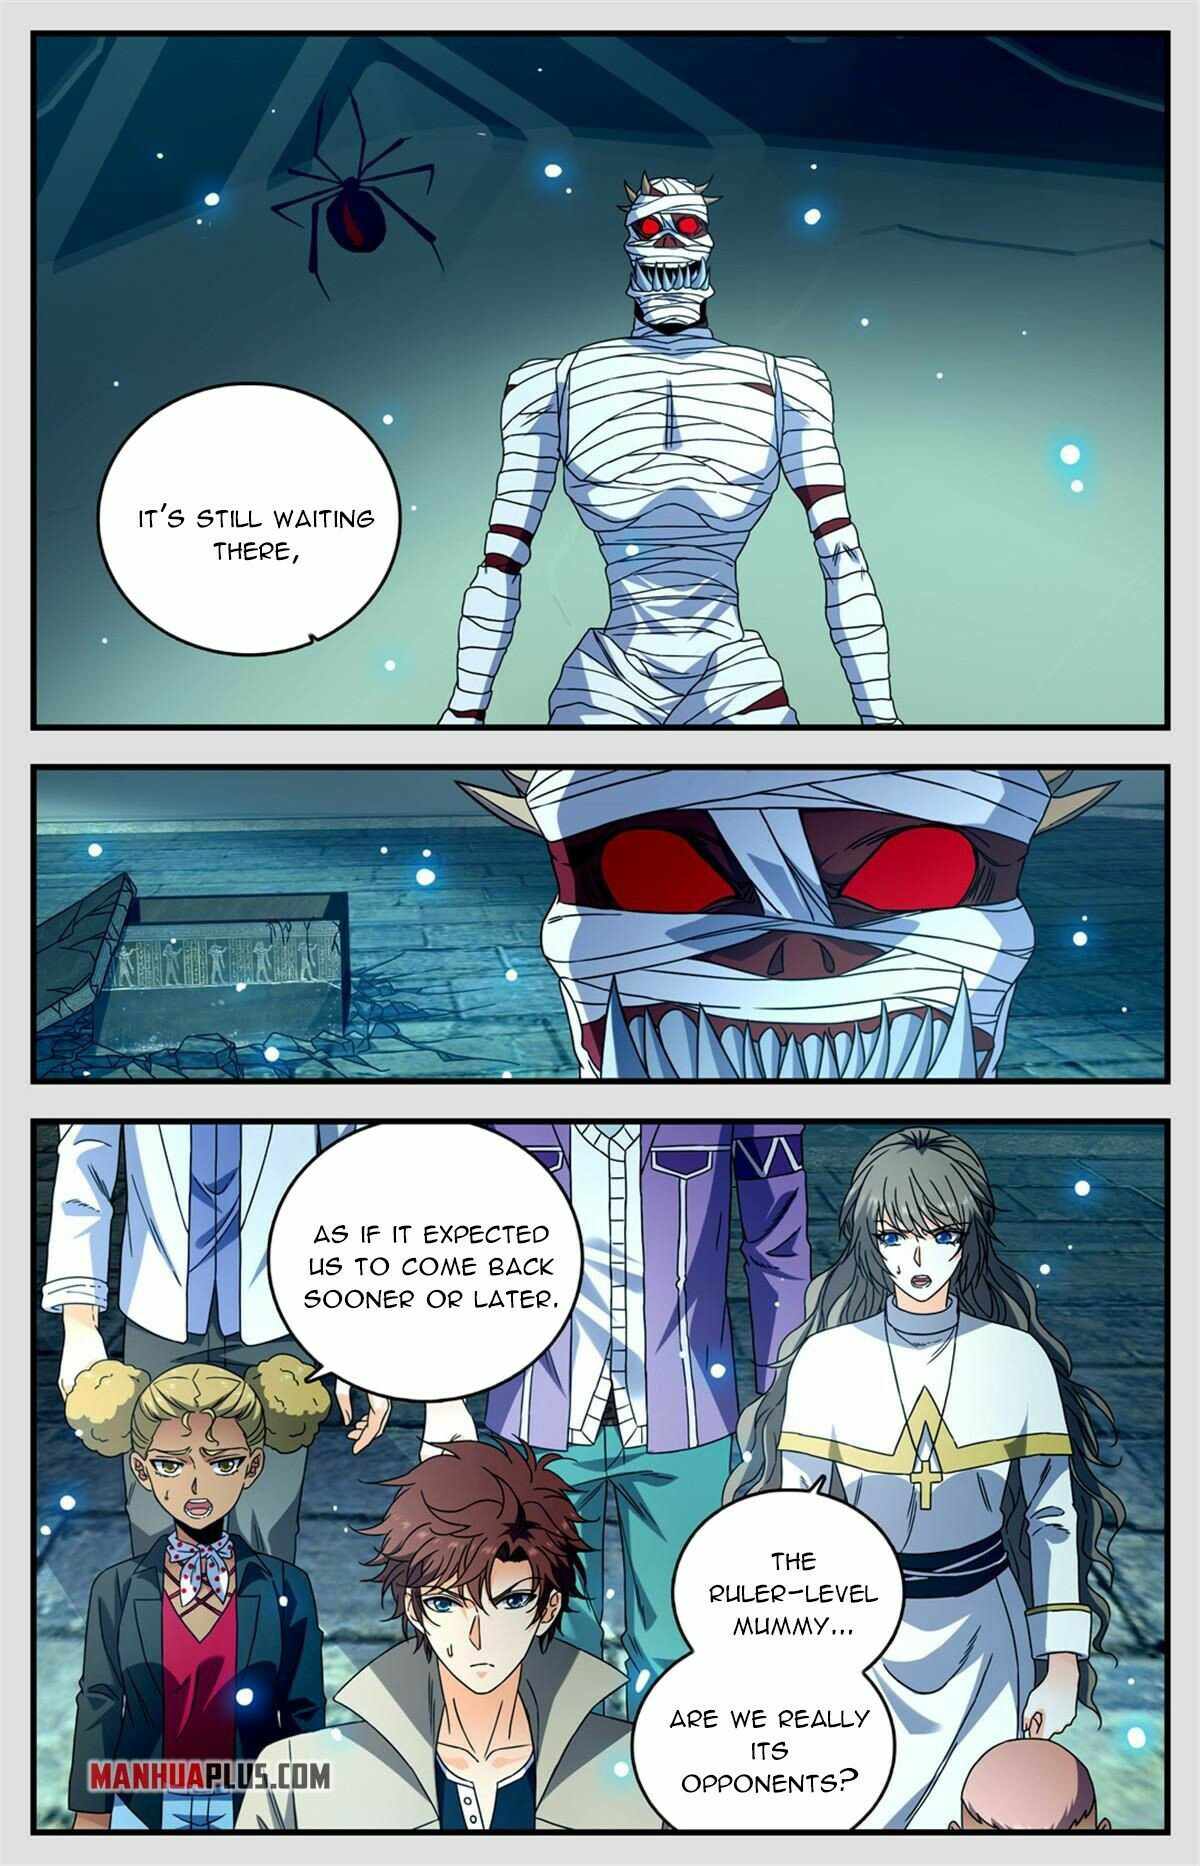 IT'S STILL WAITING
THERE,
AS IF IT EXPECTED
US TO COME BACK
SOONER OR LATER.
THE
RULER-LEVEL
MUMMY...
ARE WE REALLY
ITS
OPPONENTS?
MANHUAPLUS.COM